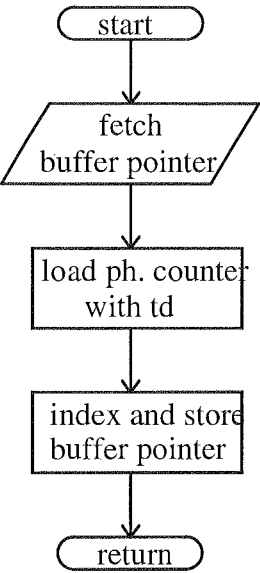 start
fetch
buffer pointer
load ph. counter
with td
index and store
buffer pointer
return